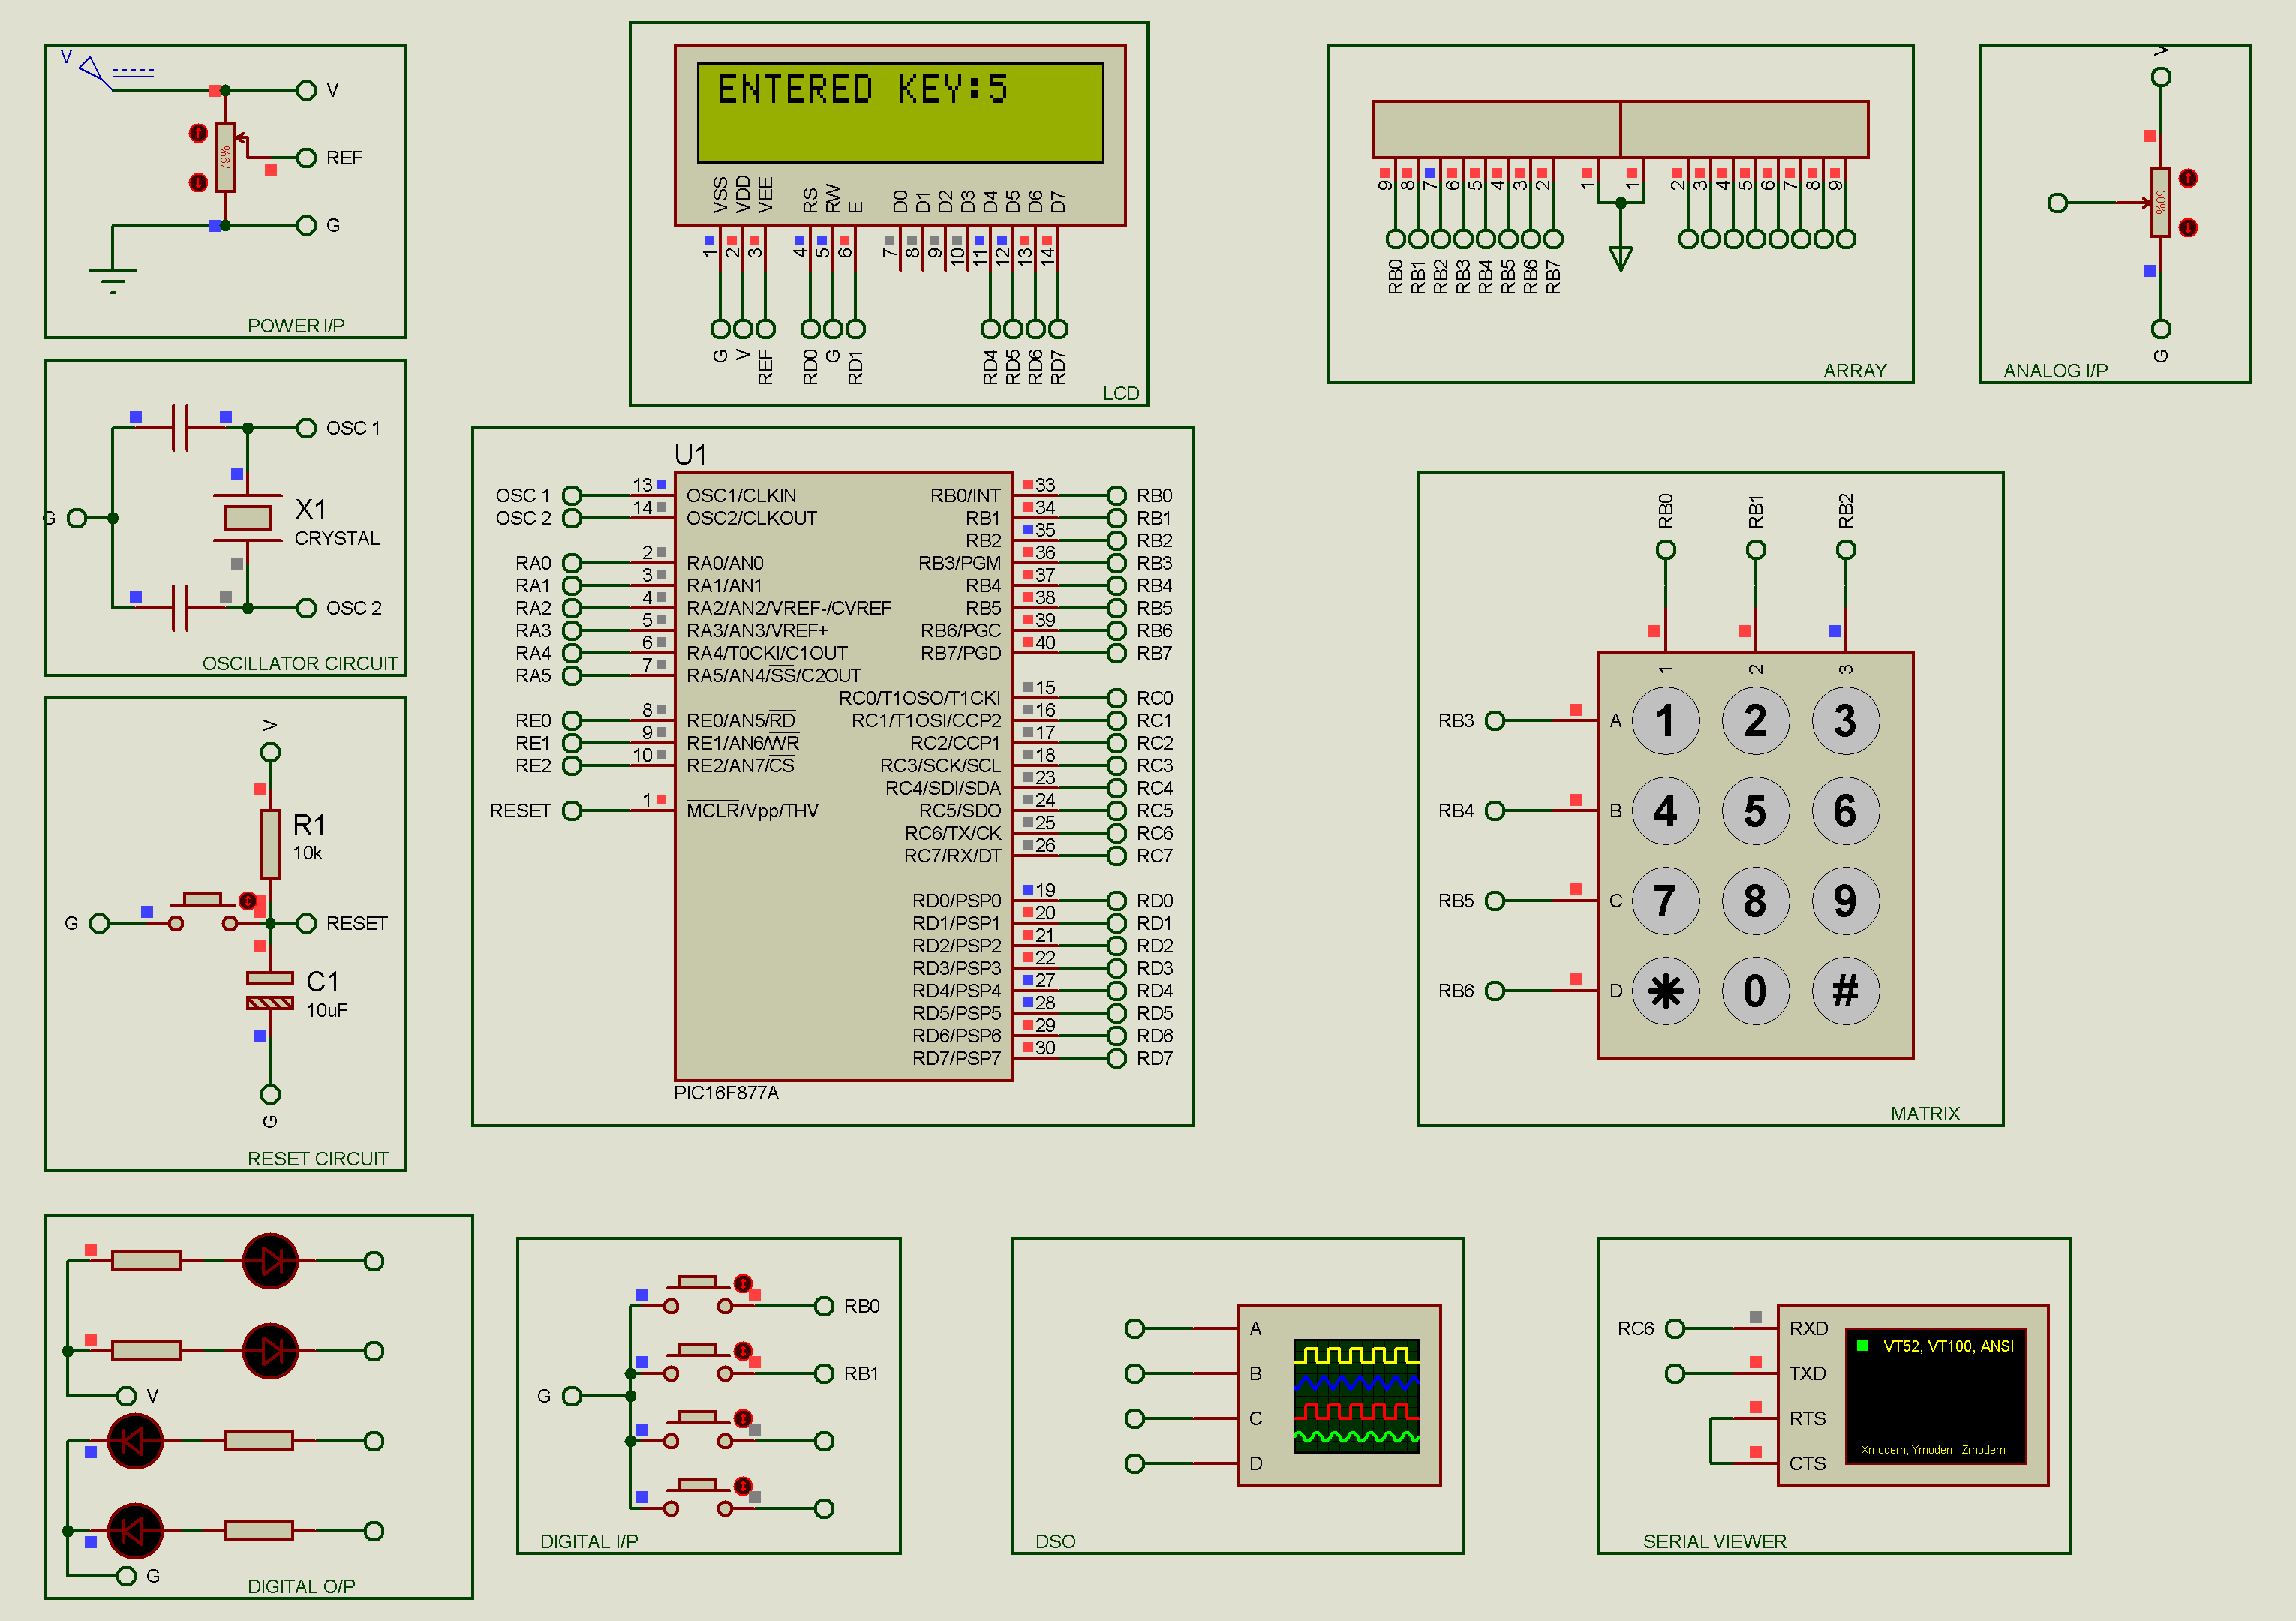 V
V
79%
REF
G
POWER I/P
ENTERED KEY:5
VSS
VDD
VEE
RS
RW
E
D0
D1
D2
D3
D4
D5
D6
D7
1
2
3
4
5
6
7
8
9
10
11
12
13
14
G
V
REF
RD0
G
RD1
RD4
RD5
RD6
RD7
LCD
9
8
7
6
5
4
3
2
1
1
2
3
4
5
6
7
8
9
RB0
RB1
RB2
RB3
RB4
RB5
RB6
RB7
ARRAY
V
50%
G
ANALOG I/P
OSC 1
G
X1
CRYSTAL
OSC 2
OSCILLATOR CIRCUIT
V
R1
10k
G
RESET
C1
10uF
G
RESET CIRCUIT
U1
OSC 1 13 OSC1/CLKIN
OSC 2 14 OSC2/CLKOUT
RA0 2 RA0/AN0
RA1 3 RA1/AN1
RA2 4 RA2/AN2/VREF-/CVREF
RA3 5 RA3/AN3/VREF+
RA4 6 RA4/T0CKI/C1OUT
RA5 7 RA5/AN4/SS/C2OUT
RE0 8 RE0/AN5/RD
RE1 9 RE1/AN6/WR
RE2 10 RE2/AN7/CS
RESET 1 MCLR/Vpp/THV
RB0/INT 33 RB0
RB1 34 RB1
RB2 35 RB2
RB3/PGM 36 RB3
RB4 37 RB4
RB5 38 RB5
RB6/PGC 39 RB6
RB7/PGD 40 RB7
RC0/T1OSO/T1CKI 15 RC0
RC1/T1OSI/CCP2 16 RC1
RC2/CCP1 17 RC2
RC3/SCK/SCL 18 RC3
RC4/SDI/SDA 23 RC4
RC5/SDO 24 RC5
RC6/TX/CK 25 RC6
RC7/RX/DT 26 RC7
RD0/PSP0 19 RD0
RD1/PSP1 20 RD1
RD2/PSP2 21 RD2
RD3/PSP3 22 RD3
RD4/PSP4 27 RD4
RD5/PSP5 28 RD5
RD6/PSP6 29 RD6
RD7/PSP7 30 RD7
PIC16F877A
RB0
RB1
RB2
1 2 3
RB3 A 1 2 3
RB4 B 4 5 6
RB5 C 7 8 9
RB6 D * 0 #
MATRIX
V
G
DIGITAL O/P
RB0
RB1
G
DIGITAL I/P
A
B
C
D
DSO
RC6 RXD
TXD
RTS
CTS
VT52, VT100, ANSI
Xmodem, Ymodem, Zmodem
SERIAL VIEWER